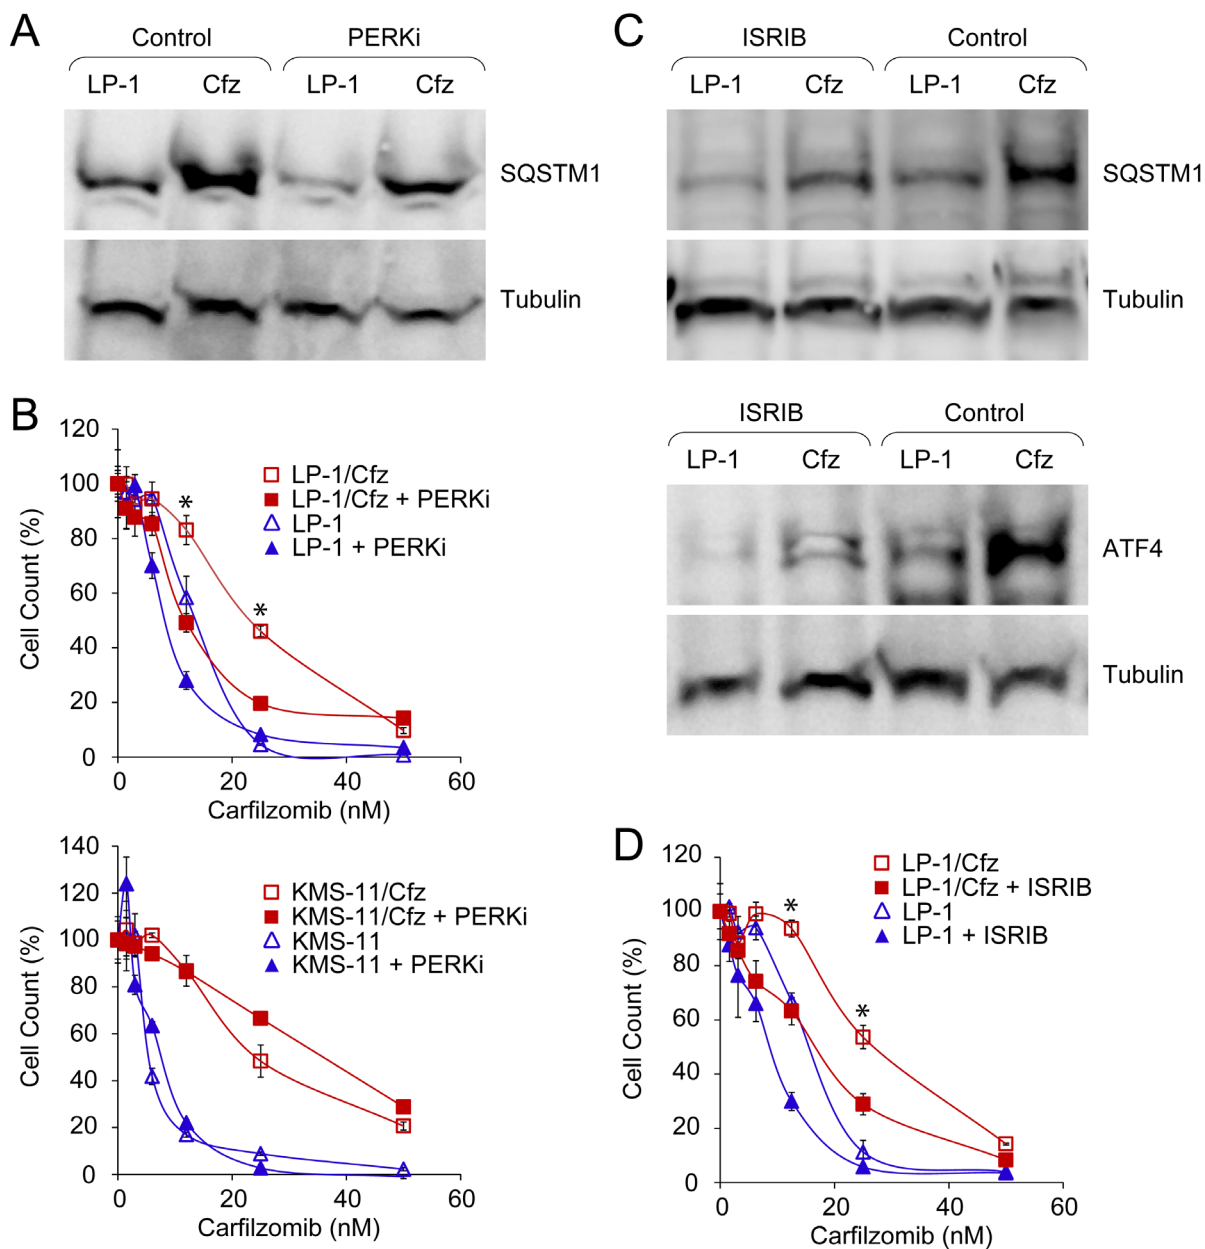 A
Control PERKi
LP-1 Cfz LP-1 Cfz
SQSTM1
Tubulin
B
120
100
80
60
40
20
0
Cell Count (%)
LP-1/Cfz
LP-1/Cfz + PERKi
LP-1
LP-1 + PERKi
* *
0 20 40 60
Carfilzomib (nM)
140
120
100
80
60
40
20
0
Cell Count (%)
KMS-11/Cfz
KMS-11/Cfz + PERKi
KMS-11
KMS-11 + PERKi
0 20 40 60
Carfilzomib (nM)
C
ISRIB Control
LP-1 Cfz LP-1 Cfz
SQSTM1
Tubulin
ISRIB Control
LP-1 Cfz LP-1 Cfz
ATF4
Tubulin
D
120
100
80
60
40
20
0
Cell Count (%)
LP-1/Cfz
LP-1/Cfz + ISRIB
LP-1
LP-1 + ISRIB
* *
0 20 40 60
Carfilzomib (nM)